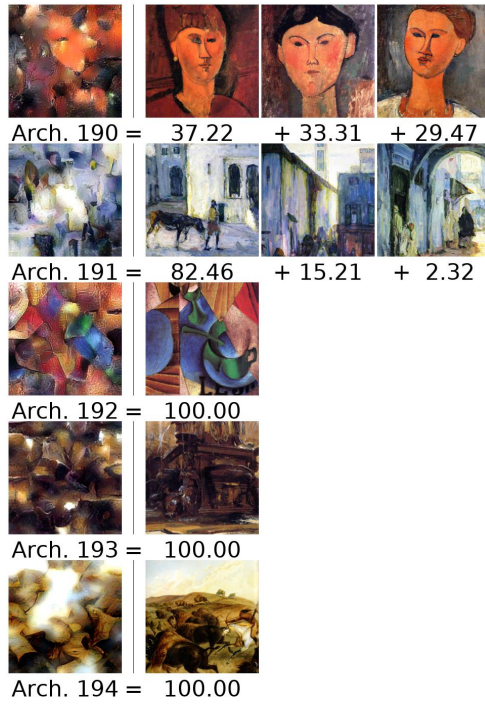 Arch. 190 = 37.22 + 33.31 + 29.47
Arch. 191 = 82.46 + 15.21 + 2.32
Arch. 192 = 100.00
Arch. 193 = 100.00
Arch. 194 = 100.00